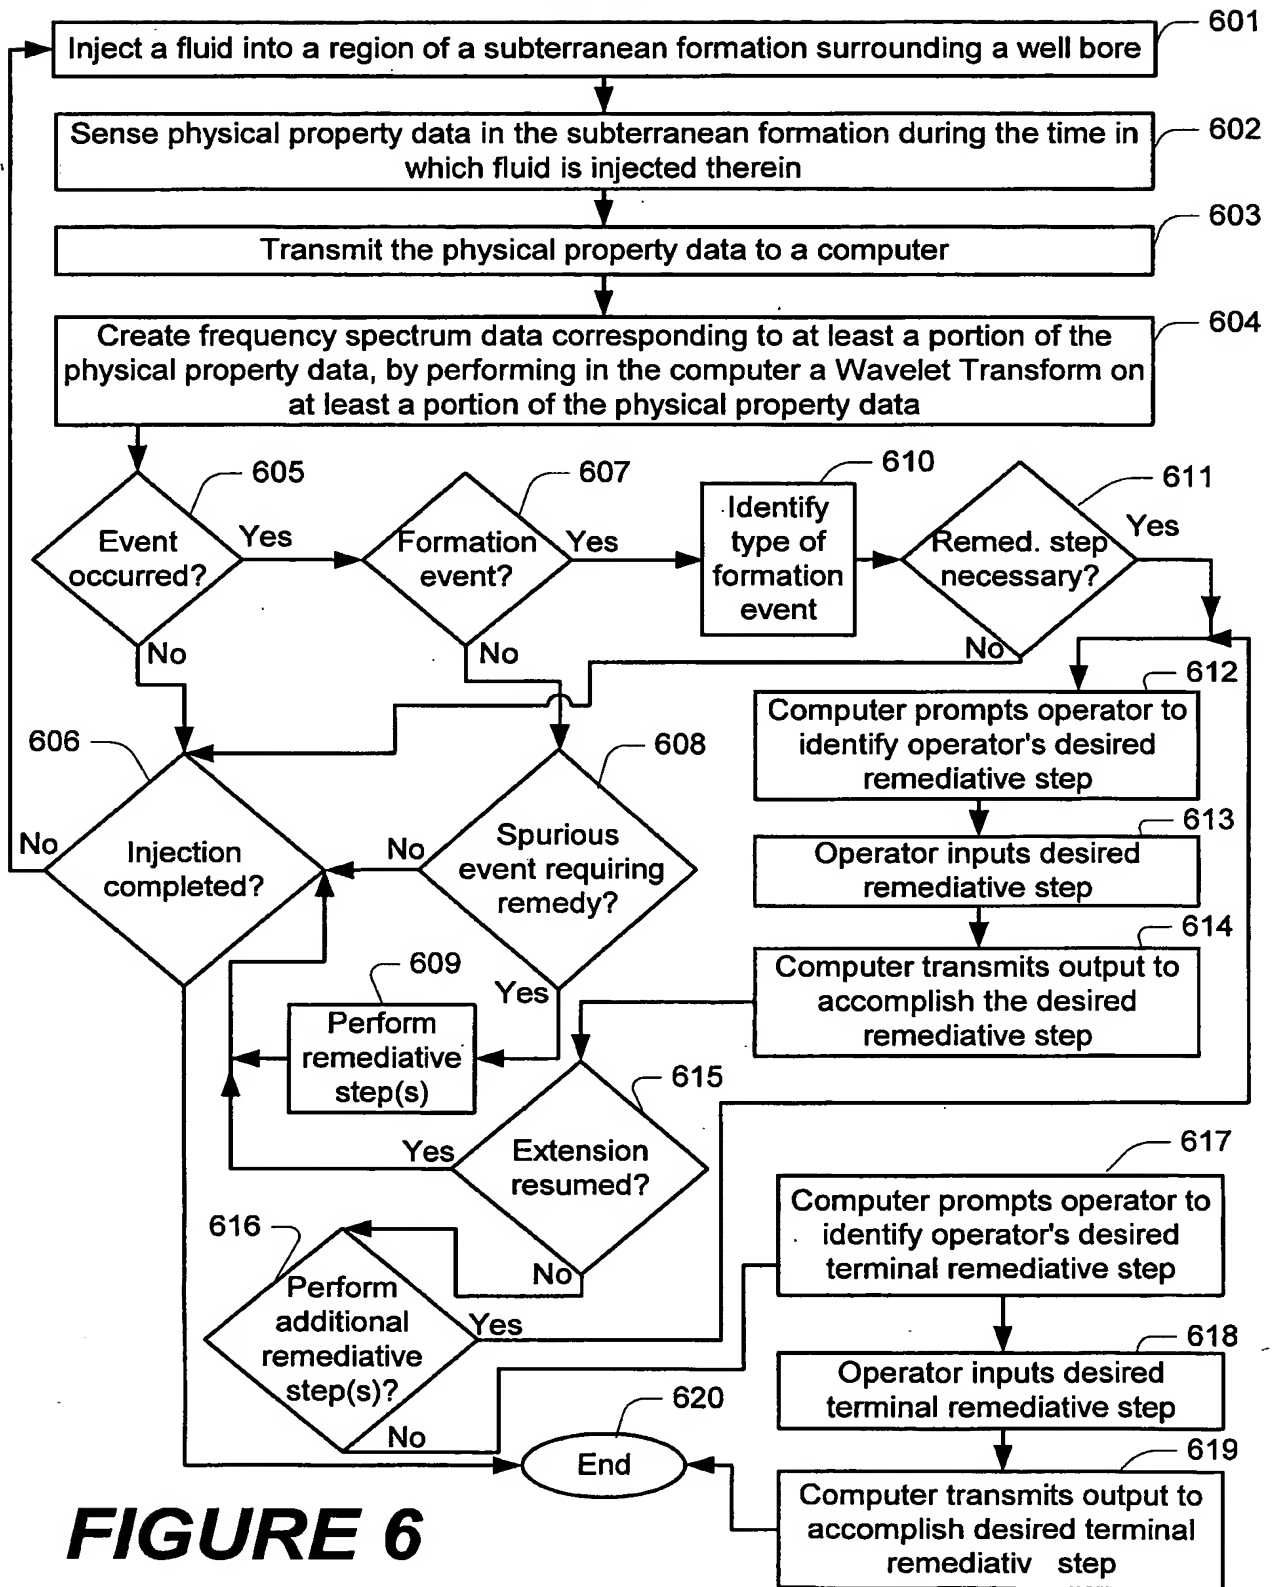 601
Inject a fluid into a region of a subterranean formation surrounding a well bore
602
Sense physical property data in the subterranean formation during the time in
which fluid is injected therein
603
Transmit the physical property data to a computer
604
Create frequency spectrum data corresponding to at least a portion of the
physical property data, by performing in the computer a Wavelet Transform on
at least a portion of the physical property data
605
Event
occurred?
Yes
No
607
Formation
event?
Yes
No
610
Identify
type of
formation
event
611
Remed. step
necessary?
Yes
No
606
Injection
completed?
No
608
Spurious
event requiring
remedy?
No
Yes
609
Perform
remediative
step(s)
612
Computer prompts operator to
identify operator's desired
remediative step
613
Operator inputs desired
remediative step
614
Computer transmits output to
accomplish the desired
remediative step
615
Extension
resumed?
Yes
No
616
Perform
additional
remediative
step(s)?
Yes
No
617
Computer prompts operator to
identify operator's desired
terminal remediative step
618
Operator inputs desired
terminal remediative step
619
Computer transmits output to
accomplish desired terminal
remediativ step
620
End
FIGURE 6